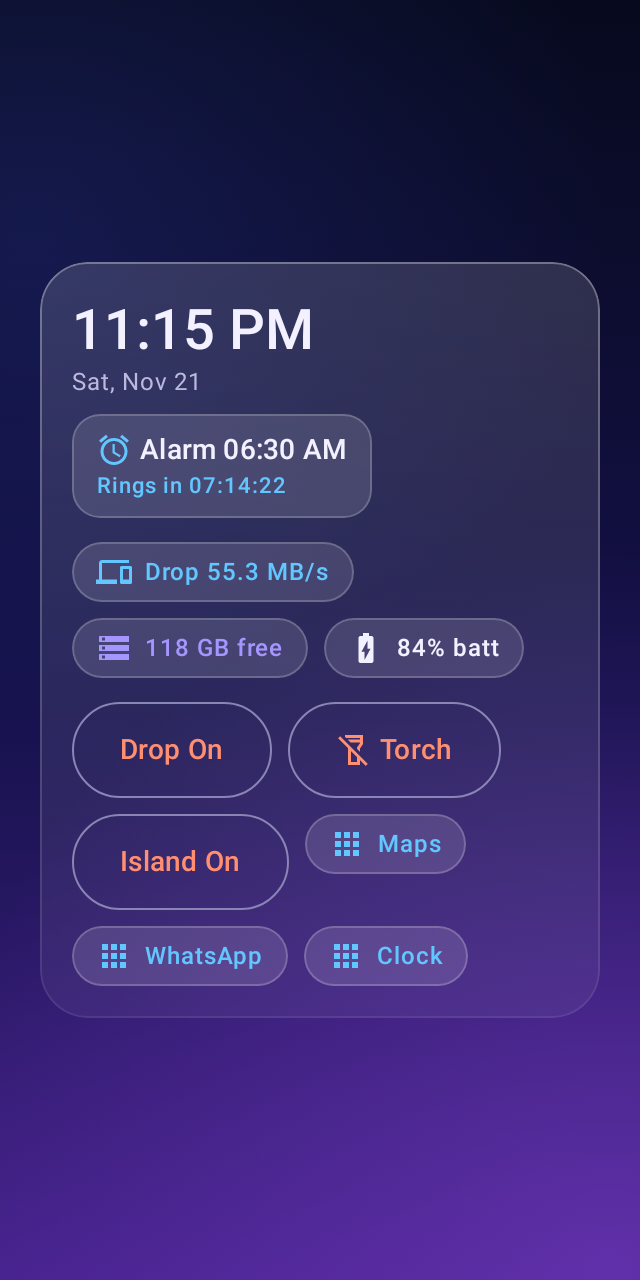 11:15 PM
Sat, Nov 21
Alarm 06:30 AM
Rings in 07:14:22
Drop 55.3 MB/s
118 GB free
84% batt
Drop On
Torch
Island On
Maps
WhatsApp
Clock